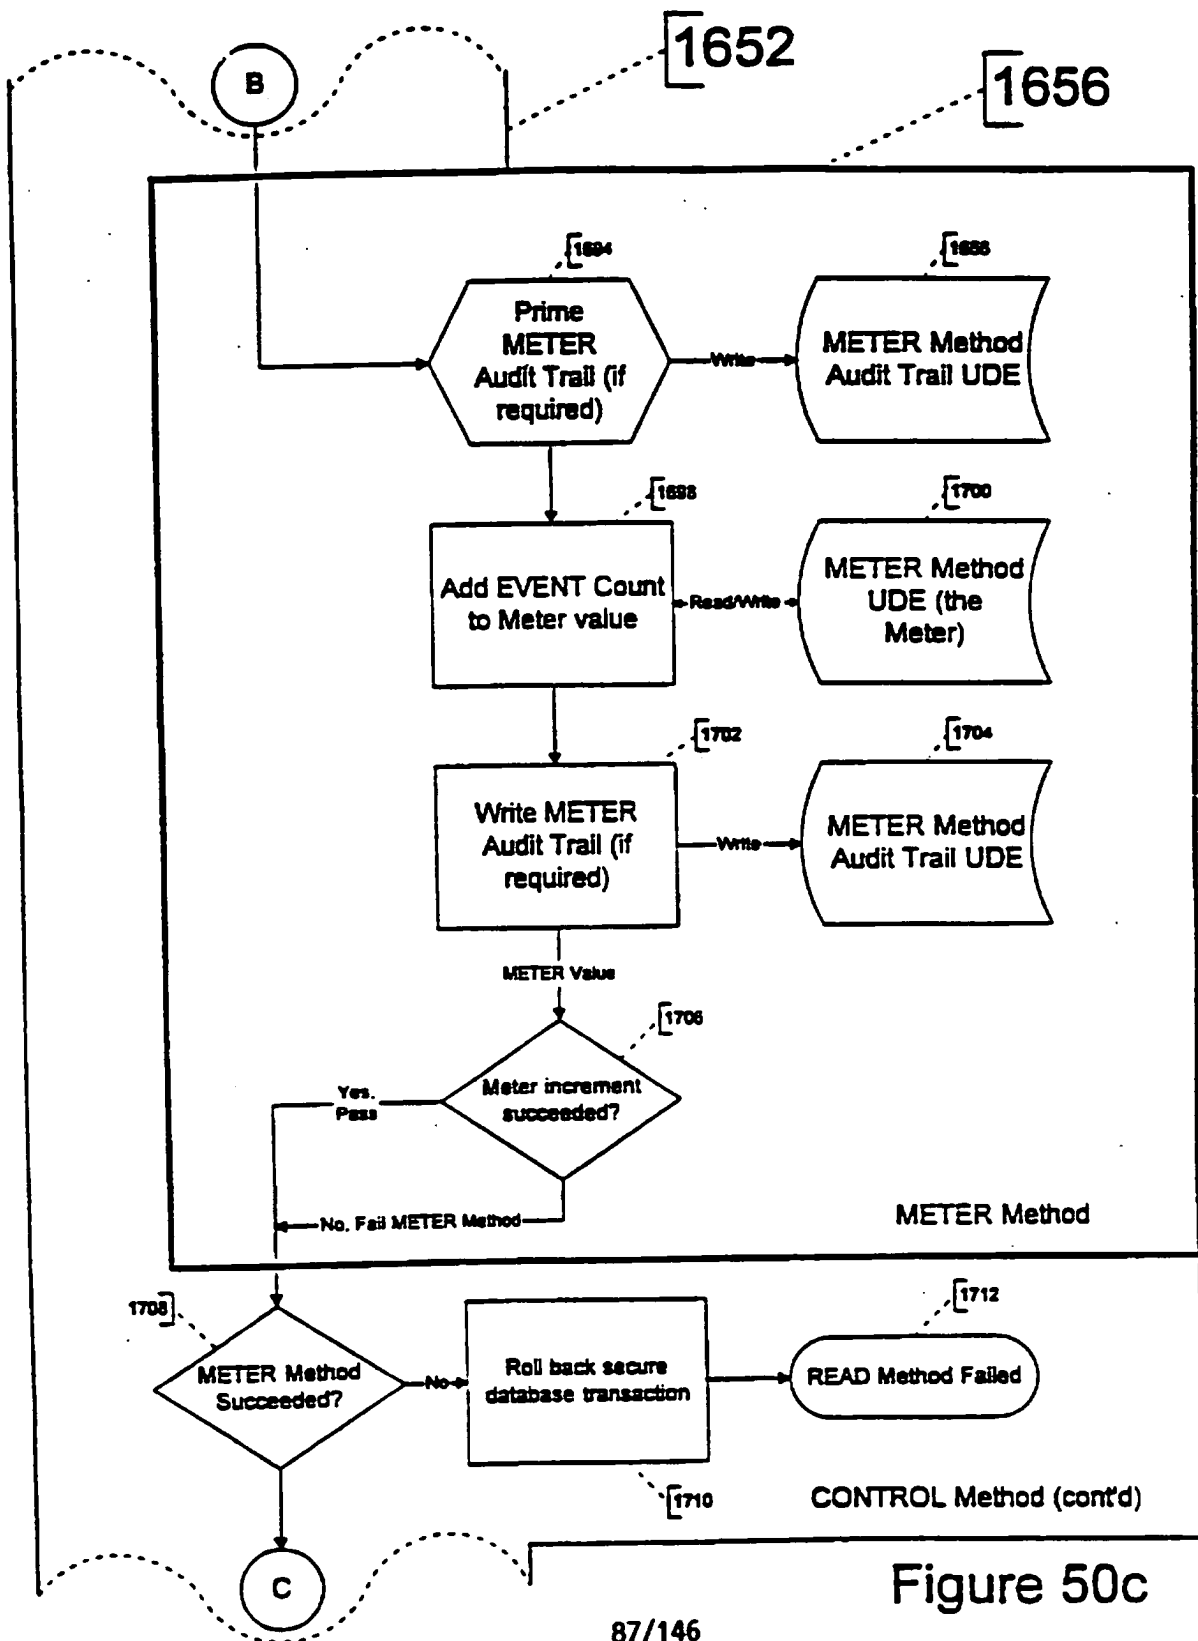 1652
B
1656
1694
Prime
METER
Audit Trail (if
required)
Write
METER Method
Audit Trail UDE
1698
Add EVENT Count
to Meter value
Read/Write
1700
METER Method
UDE (the
Meter)
1702
Write METER
Audit Trail (if
required)
Write
1704
METER Method
Audit Trail UDE
METER Value
1706
Meter increment
succeeded?
Yes.
Pass
No. Fail METER Method
METER Method
1708
METER Method
Succeeded?
No
Roll back secure
database transaction
1710
1712
READ Method Failed
CONTROL Method (cont'd)
C
Figure 50c
87/146